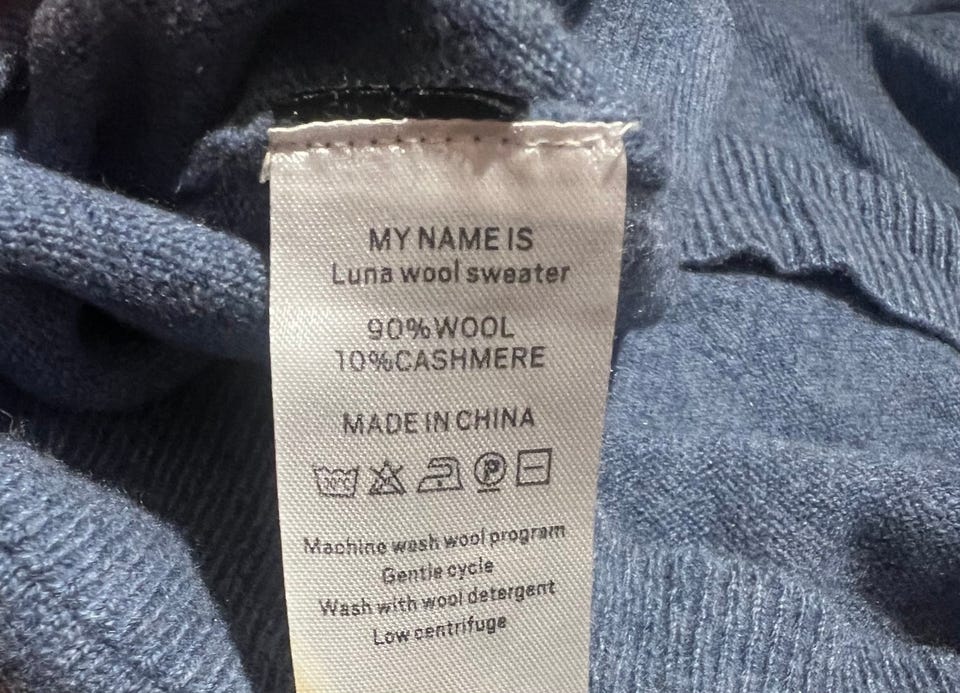 MY NAME IS
Luna wool sweater
90%WOOL
10%CASHMERE
MADE IN CHINA
30°C P
Machine wash wool program
Gentle cycle
Wash with wool detergent
Low centrifuge